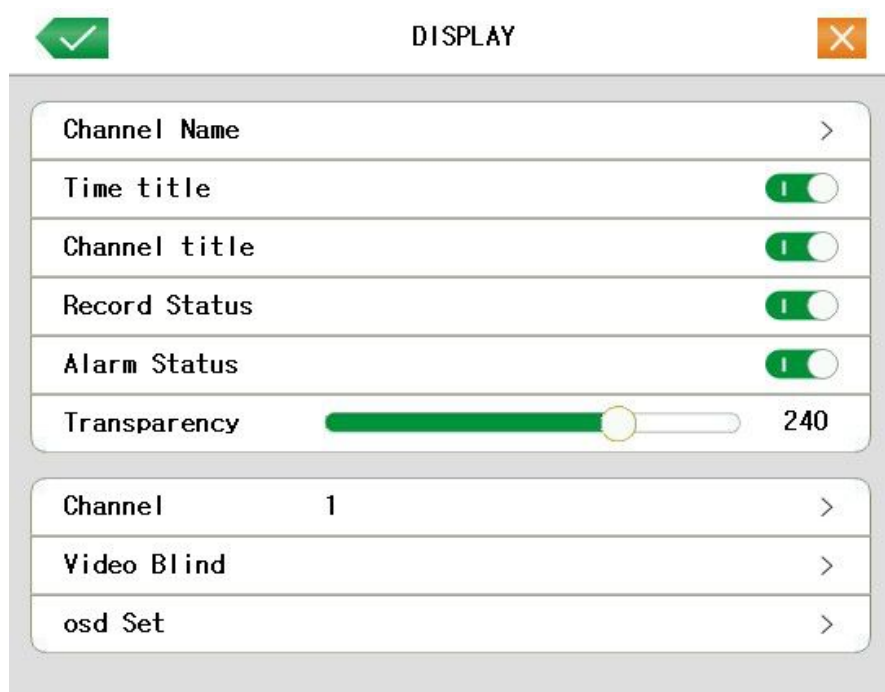 DISPLAY
Channel Name
Time title
Channel title
Record Status
Alarm Status
Transparency 240
Channel 1
Video Blind
osd Set